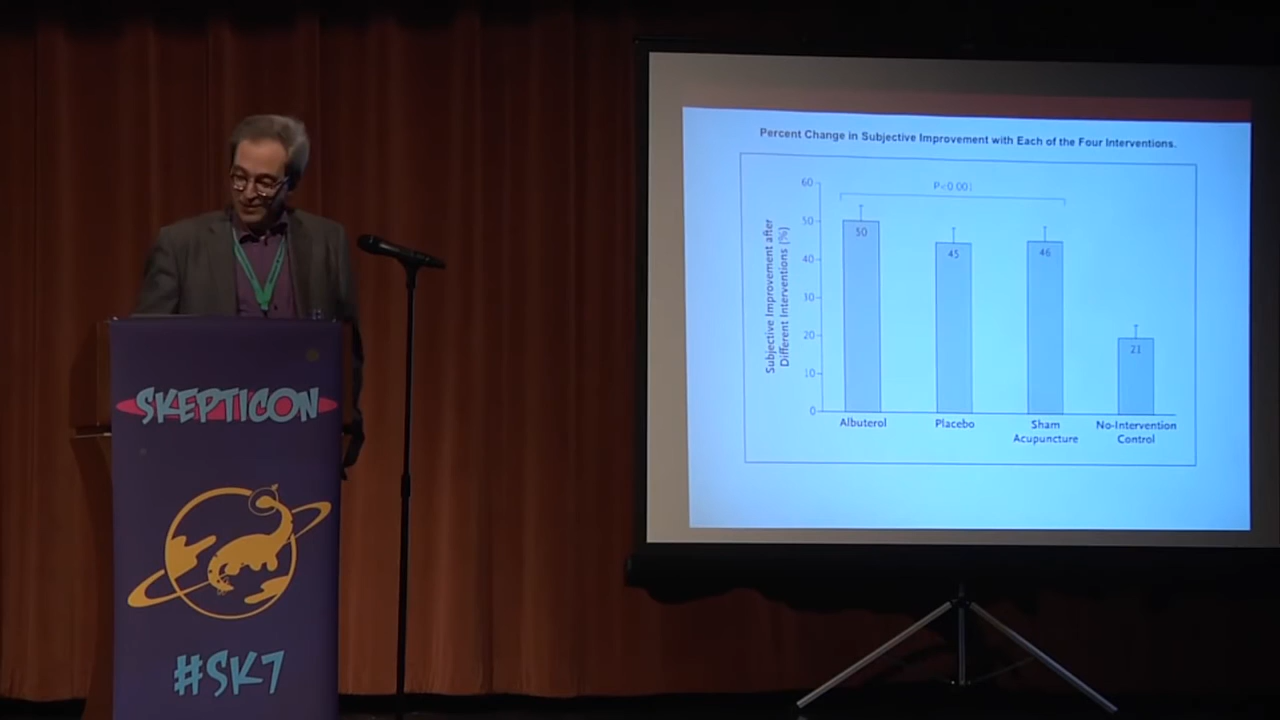 SKEPTICON
#SK7
Percent Change in Subjective Improvement with Each of the Four Interventions.
P<0.001
Subjective Improvement after
Different Interventions (%)
60
50
40
30
20
10
0
50
45
46
21
Albuterol
Placebo
Sham
Acupuncture
No-Intervention
Control